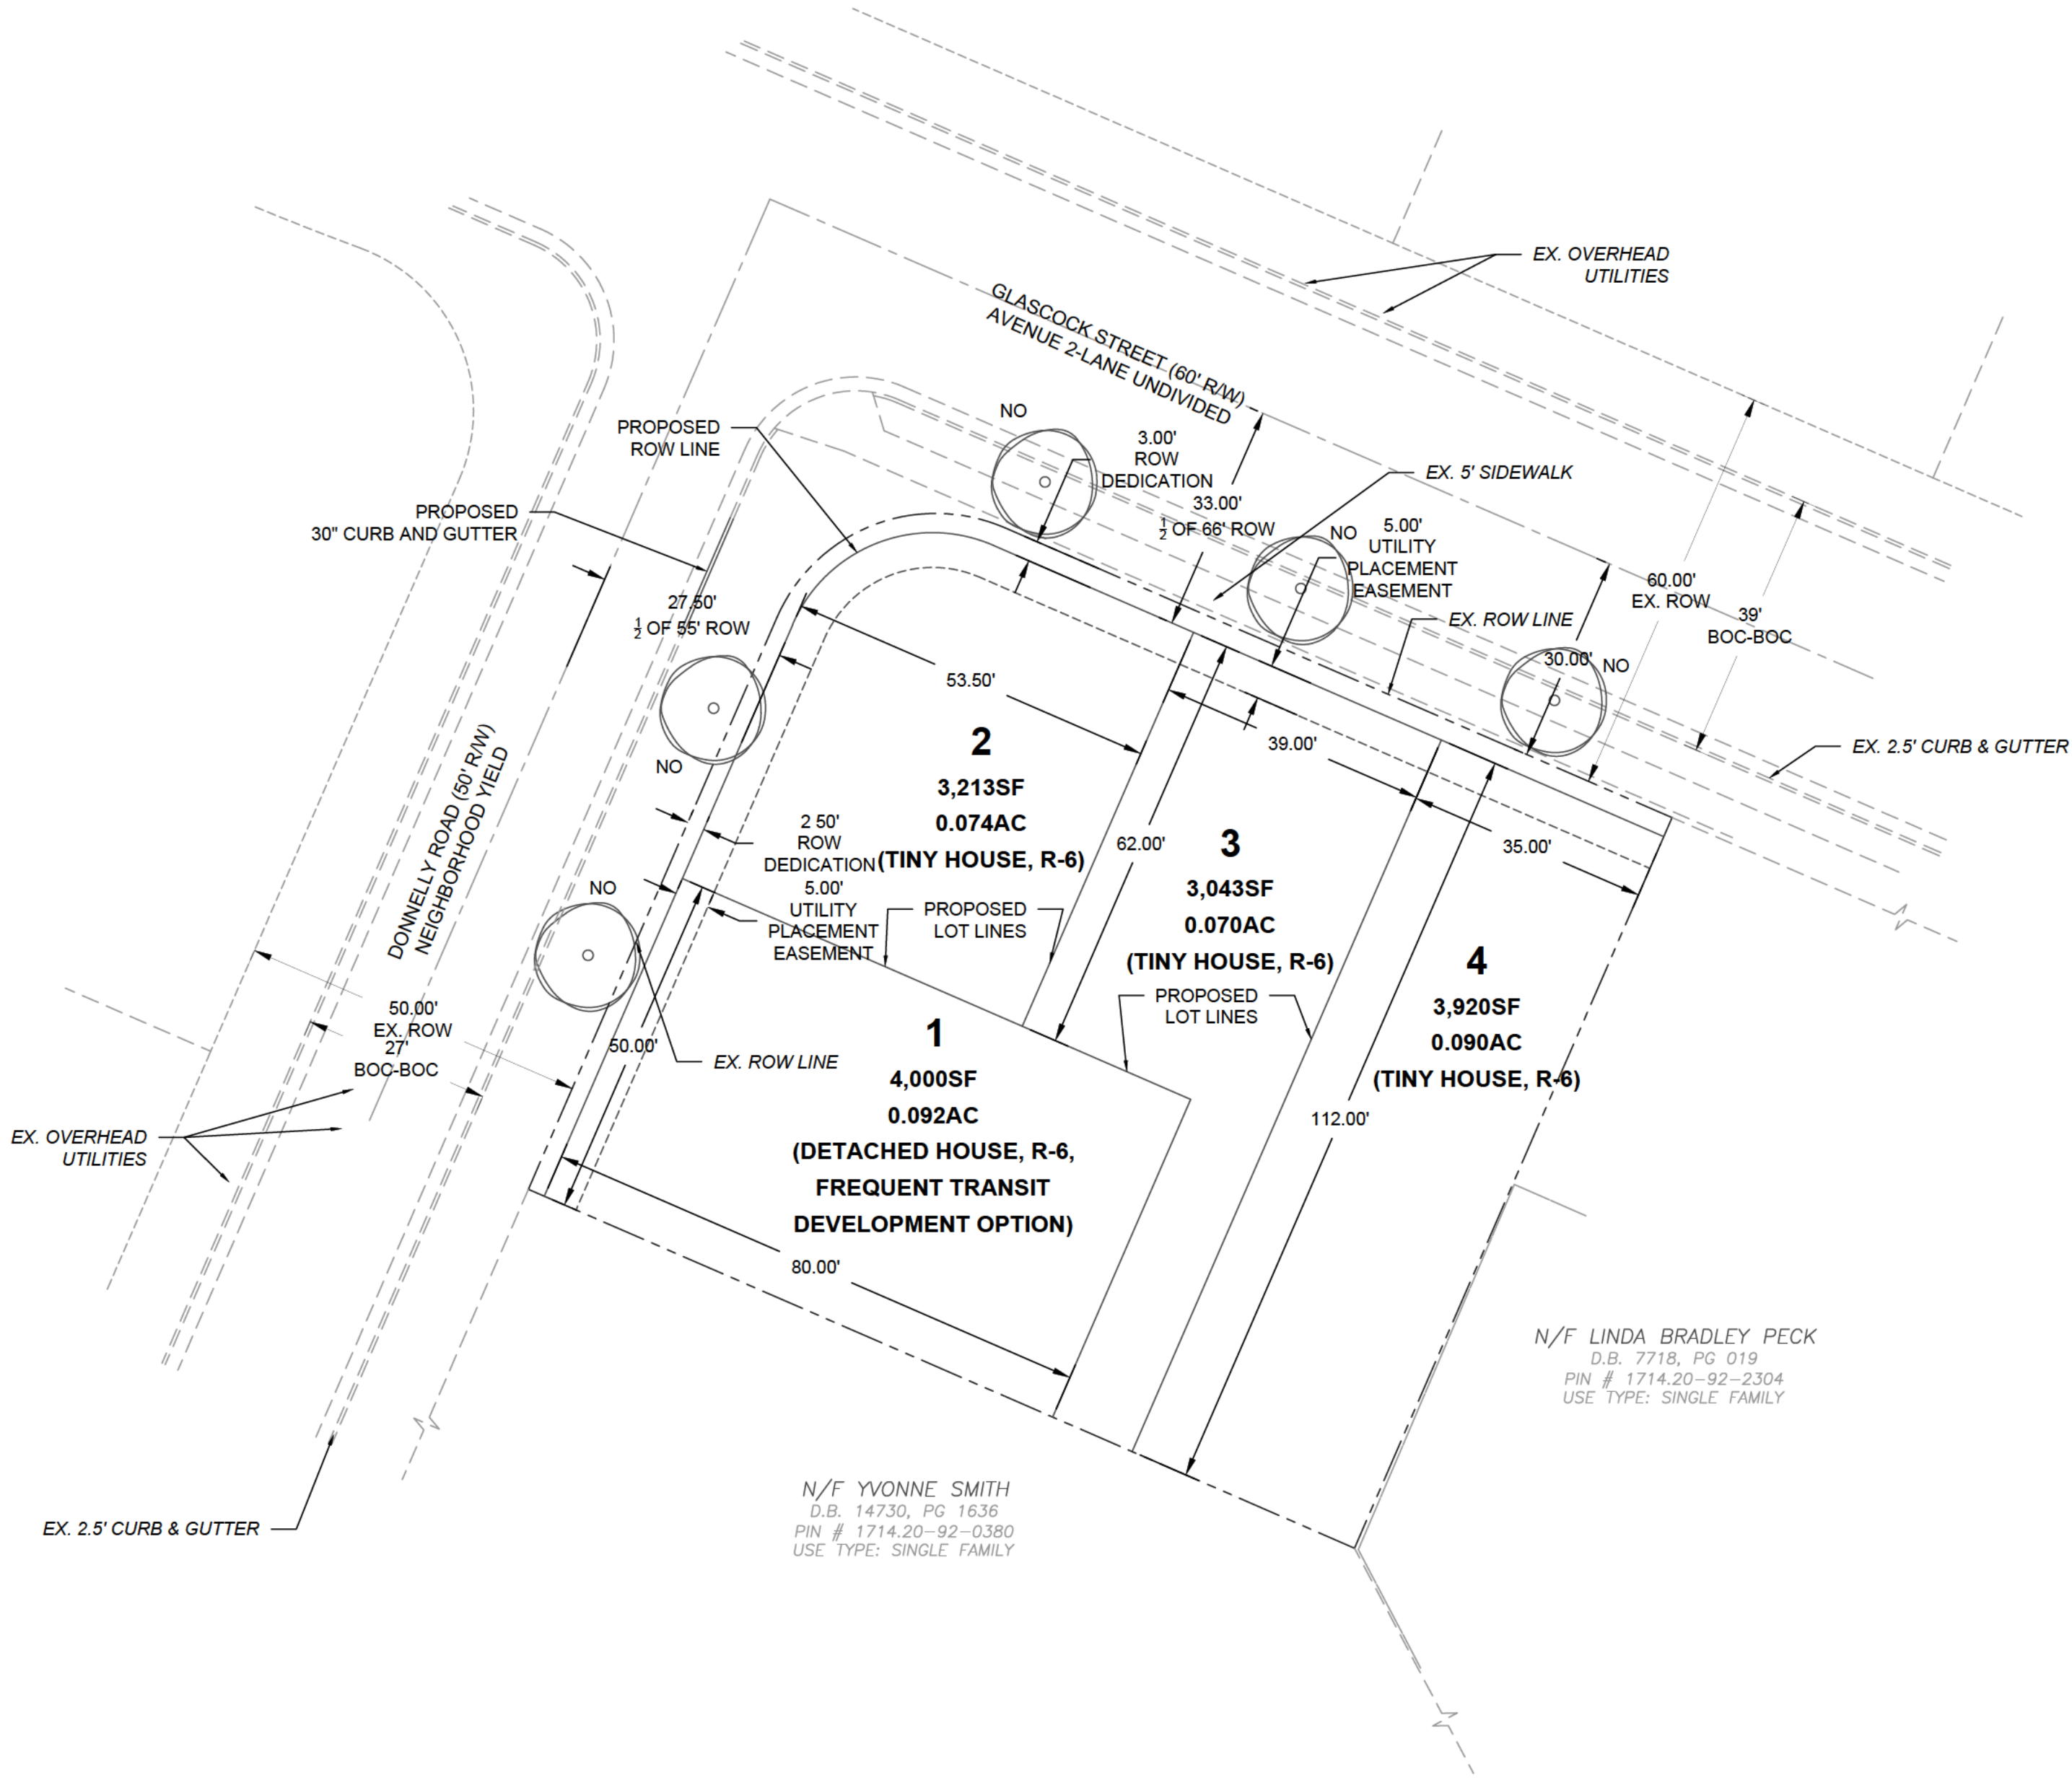 EX. OVERHEAD
UTILITIES
GLASCOCK STREET (60' R/W)
AVENUE 2-LANE UNDIVIDED
NO
3.00'
ROW
DEDICATION
33.00'
½ OF 66' ROW
EX. 5' SIDEWALK
PROPOSED
ROW LINE
PROPOSED
30" CURB AND GUTTER
NO
5.00'
UTILITY
PLACEMENT
EASEMENT
60.00'
EX. ROW
39'
BOC-BOC
EX. ROW LINE
30.00'
NO
27.50'
½ OF 55' ROW
53.50'
39.00'
EX. 2.5' CURB & GUTTER
DONNELLY ROAD (50' R/W)
NEIGHBORHOOD YIELD
NO
2
3,213SF
0.074AC
(TINY HOUSE, R-6)
2 50'
ROW
DEDICATION
5.00'
UTILITY
PLACEMENT
EASEMENT
NO
PROPOSED
LOT LINES
62.00'
3
3,043SF
0.070AC
(TINY HOUSE, R-6)
PROPOSED
LOT LINES
35.00'
4
3,920SF
0.090AC
(TINY HOUSE, R-6)
112.00'
50.00'
EX. ROW
27'
BOC-BOC
50.00'
EX. ROW LINE
1
4,000SF
0.092AC
(DETACHED HOUSE, R-6,
FREQUENT TRANSIT
DEVELOPMENT OPTION)
80.00'
EX. OVERHEAD
UTILITIES
N/F LINDA BRADLEY PECK
D.B. 7718, PG 019
PIN # 1714.20-92-2304
USE TYPE: SINGLE FAMILY
N/F YVONNE SMITH
D.B. 14730, PG 1636
PIN # 1714.20-92-0380
USE TYPE: SINGLE FAMILY
EX. 2.5' CURB & GUTTER